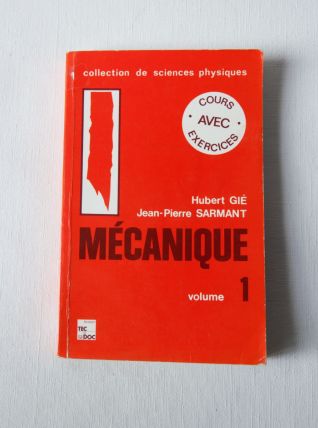 collection de sciences physiques
COURS
• AVEC •
EXERCICES
Hubert GIÉ
Jean-Pierre SARMANT
MÉCANIQUE
volume 1
TEC
DOC